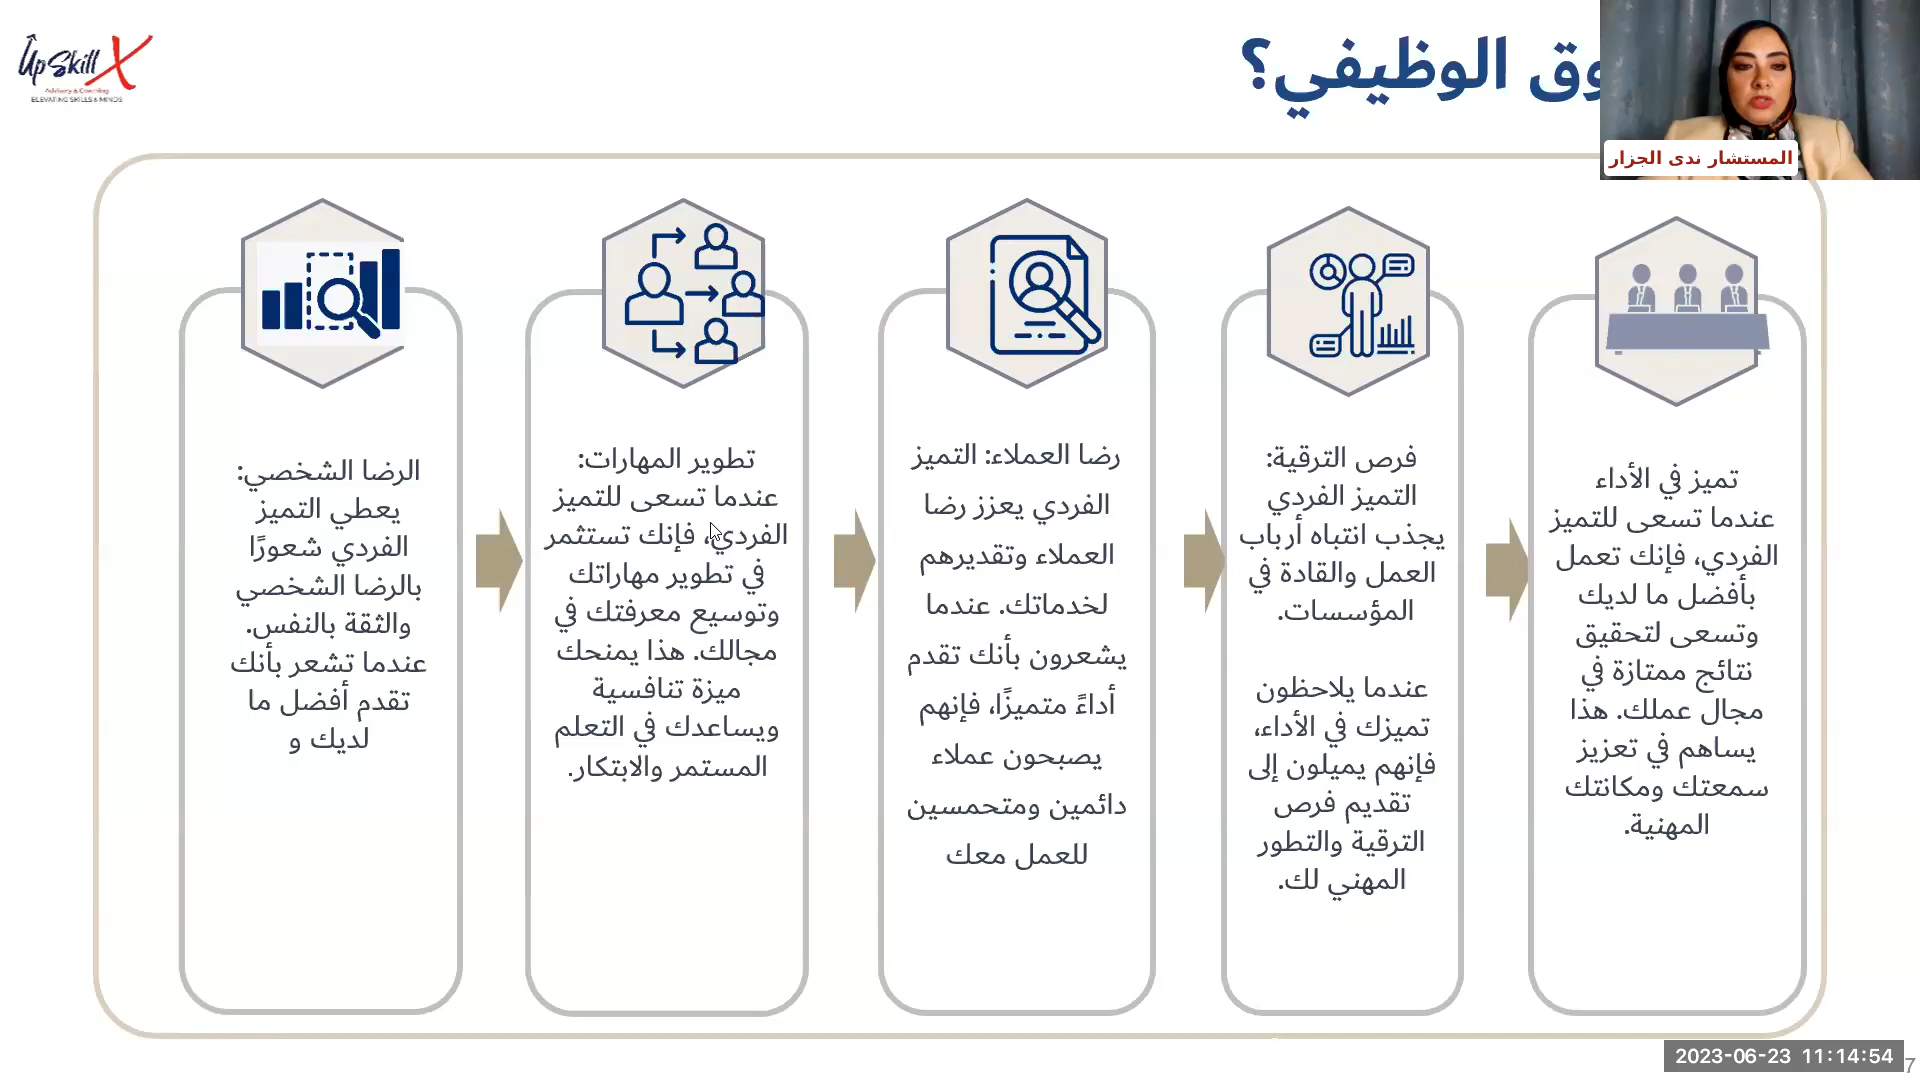 UpSkill X
Advisory & Coaching
ELEVATING SKILLS & MINDS
الوظيفي؟
المستشار ندى الجزار
تميز في الأداء
عندما تسعى للتميز
الفردي، فإنك تعمل
بأفضل ما لديك
وتسعى لتحقيق
نتائج ممتازة في
مجال عملك. هذا
يساهم في تعزيز
سمعتك ومكانتك
المهنية.
فرص الترقية:
التميز الفردي
يجذب انتباه أرباب
العمل والقادة في
المؤسسات.
عندما يلاحظون
تميزك في الأداء،
فإنهم يميلون إلى
تقديم فرص
الترقية والتطور
المهني لك.
رضا العملاء: التميز
الفردي يعزز رضا
العملاء وتقديرهم
لخدماتك. عندما
يشعرون بأنك تقدم
أداءً متميزًا، فإنهم
يصبحون عملاء
دائمين ومتحمسين
للعمل معك
تطوير المهارات:
عندما تسعى للتميز
الفردي، فإنك تستثمر
في تطوير مهاراتك
وتوسيع معرفتك في
مجالك. هذا يمنحك
ميزة تنافسية
ويساعدك في التعلم
المستمر والابتكار.
الرضا الشخصي:
يعطي التميز
الفردي شعورًا
بالرضا الشخصي
والثقة بالنفس.
عندما تشعر بأنك
تقدم أفضل ما
لديك و
2023-06-23 11:14:54
7